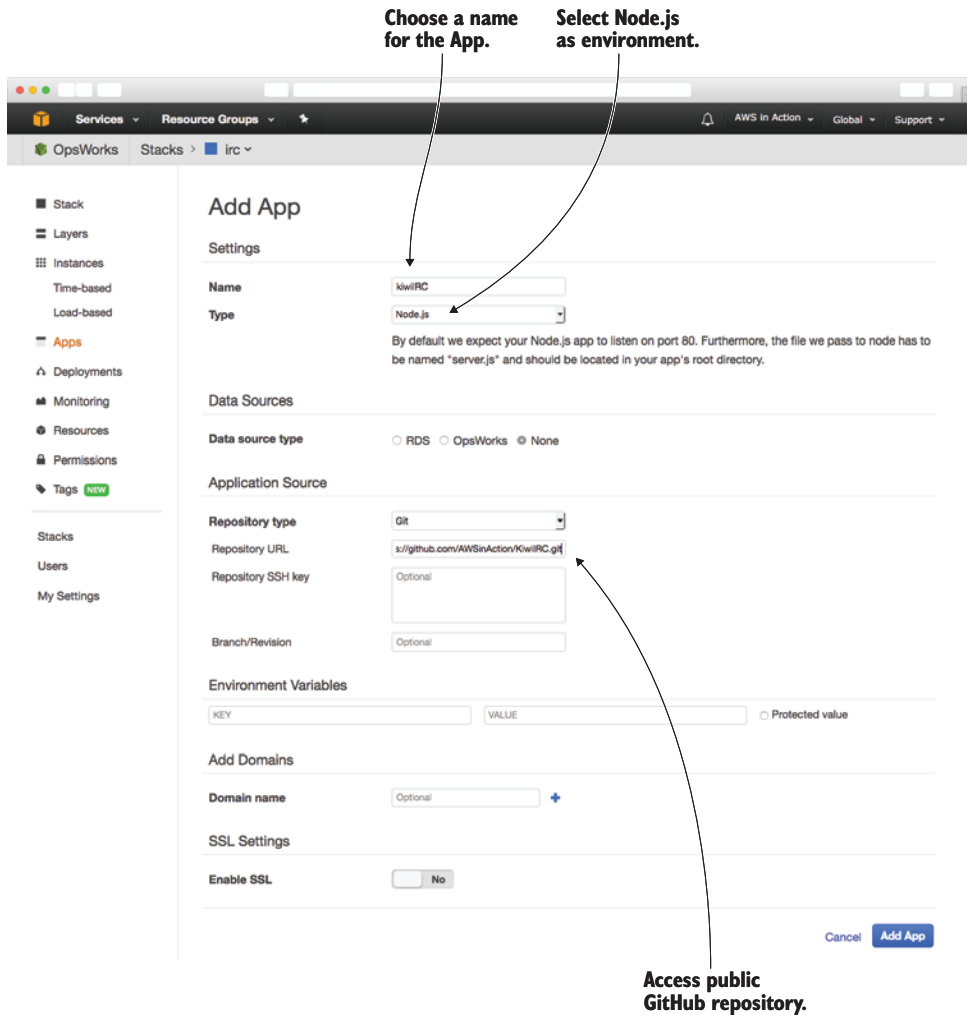 Choose a name
for the App.
Select Node.js
as environment.
Services
Resource Groups
AWS in Action
Global
Support
OpsWorks
Stacks
irc
Stack
Layers
Instances
Time-based
Load-based
Apps
Deployments
Monitoring
Resources
Permissions
Tags NEW
Stacks
Users
My Settings
Add App
Settings
Name kiwiIRC
Type Node.js
By default we expect your Node.js app to listen on port 80. Furthermore, the file we pass to node has to
be named "server.js" and should be located in your app's root directory.
Data Sources
Data source type RDS OpsWorks None
Application Source
Repository type Git
Repository URL s://github.com/AWSinAction/KiwiIRC.git
Repository SSH key Optional
Branch/Revision Optional
Environment Variables
KEY VALUE Protected value
Add Domains
Domain name Optional
SSL Settings
Enable SSL No
Cancel Add App
Access public
GitHub repository.